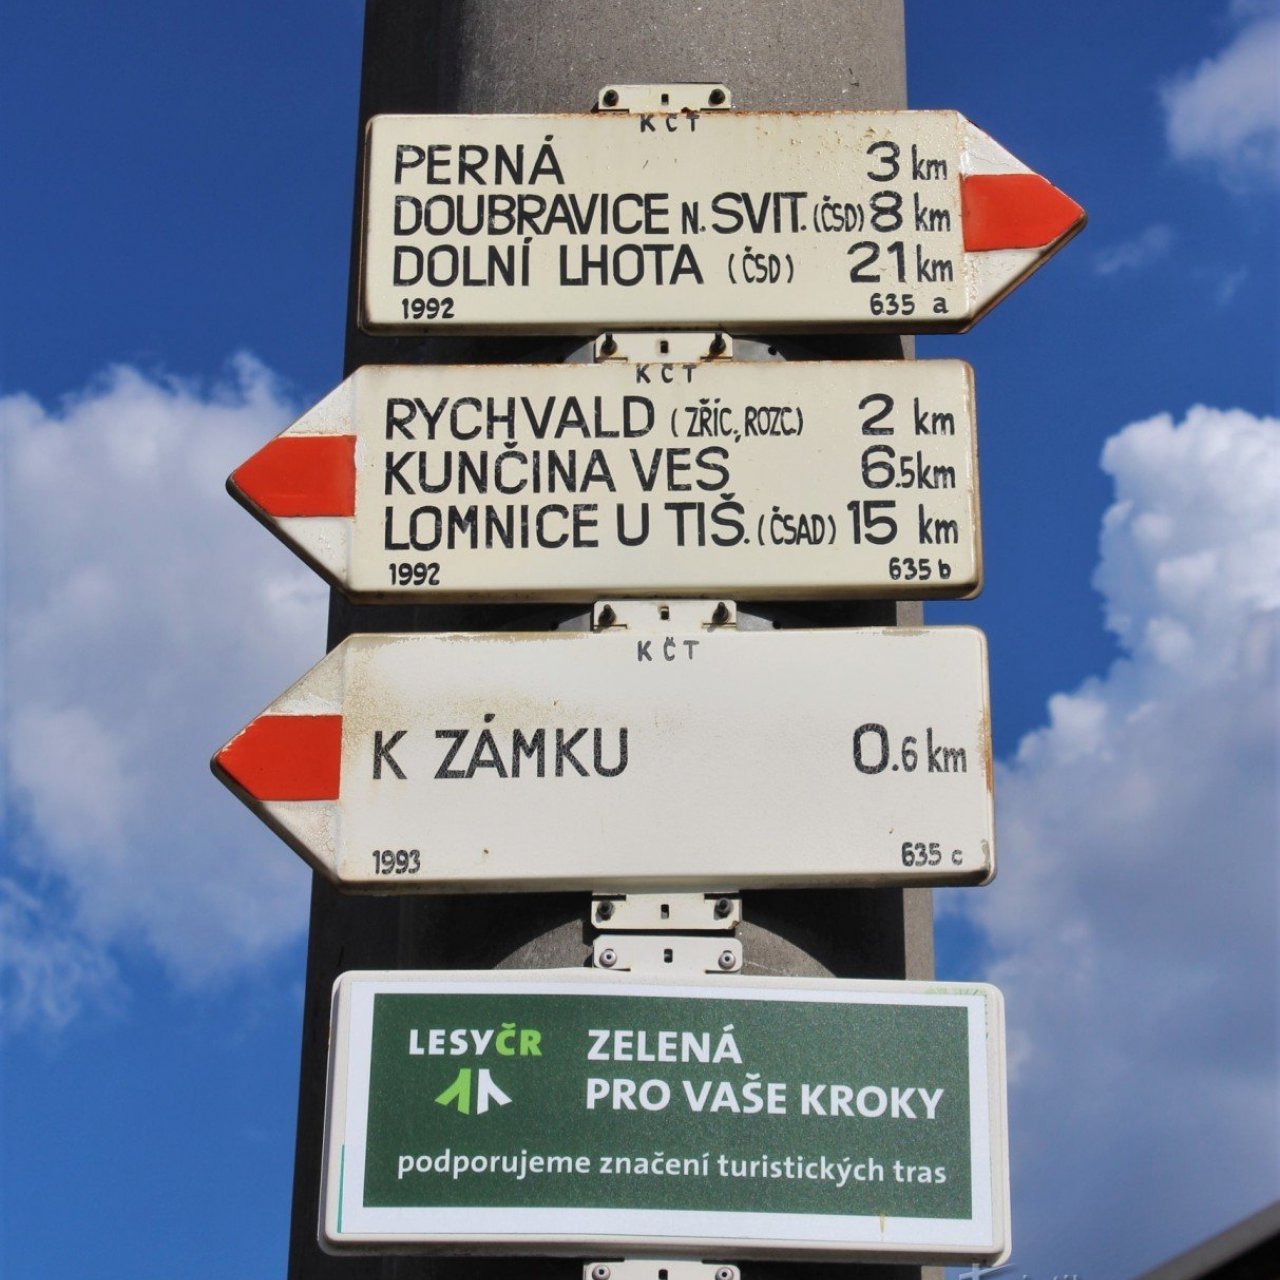 KČT
PERNÁ 3 km
DOUBRAVICE N. SVIT. (ČSD) 8 km
DOLNÍ LHOTA (ČSD) 21 km
1992 635 a
KČT
RYCHVALD (ZŘÍC. ROZC.) 2 km
KUNČINA VES 6.5 km
LOMNICE U TIŠ. (ČSAD) 15 km
1992 635 b
KČT
K ZÁMKU 0.6 km
1993 635 c
LESYČR
ZELENÁ
PRO VAŠE KROKY
podporujeme značení turistických tras